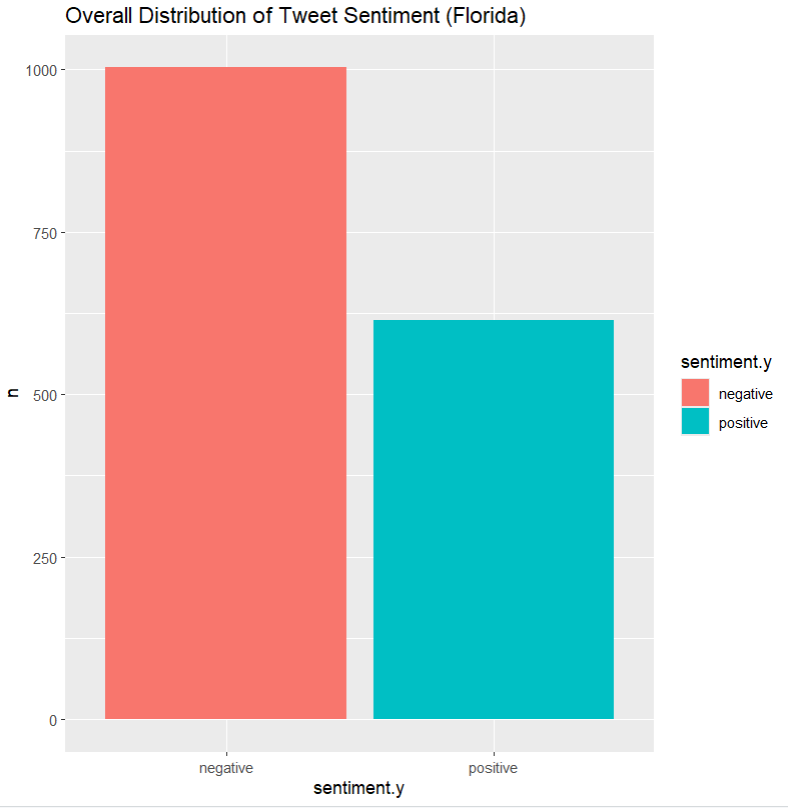 Overall Distribution of Tweet Sentiment (Florida)
1000
750
500
250
0
n
negative
positive
sentiment.y
sentiment.y
negative
positive